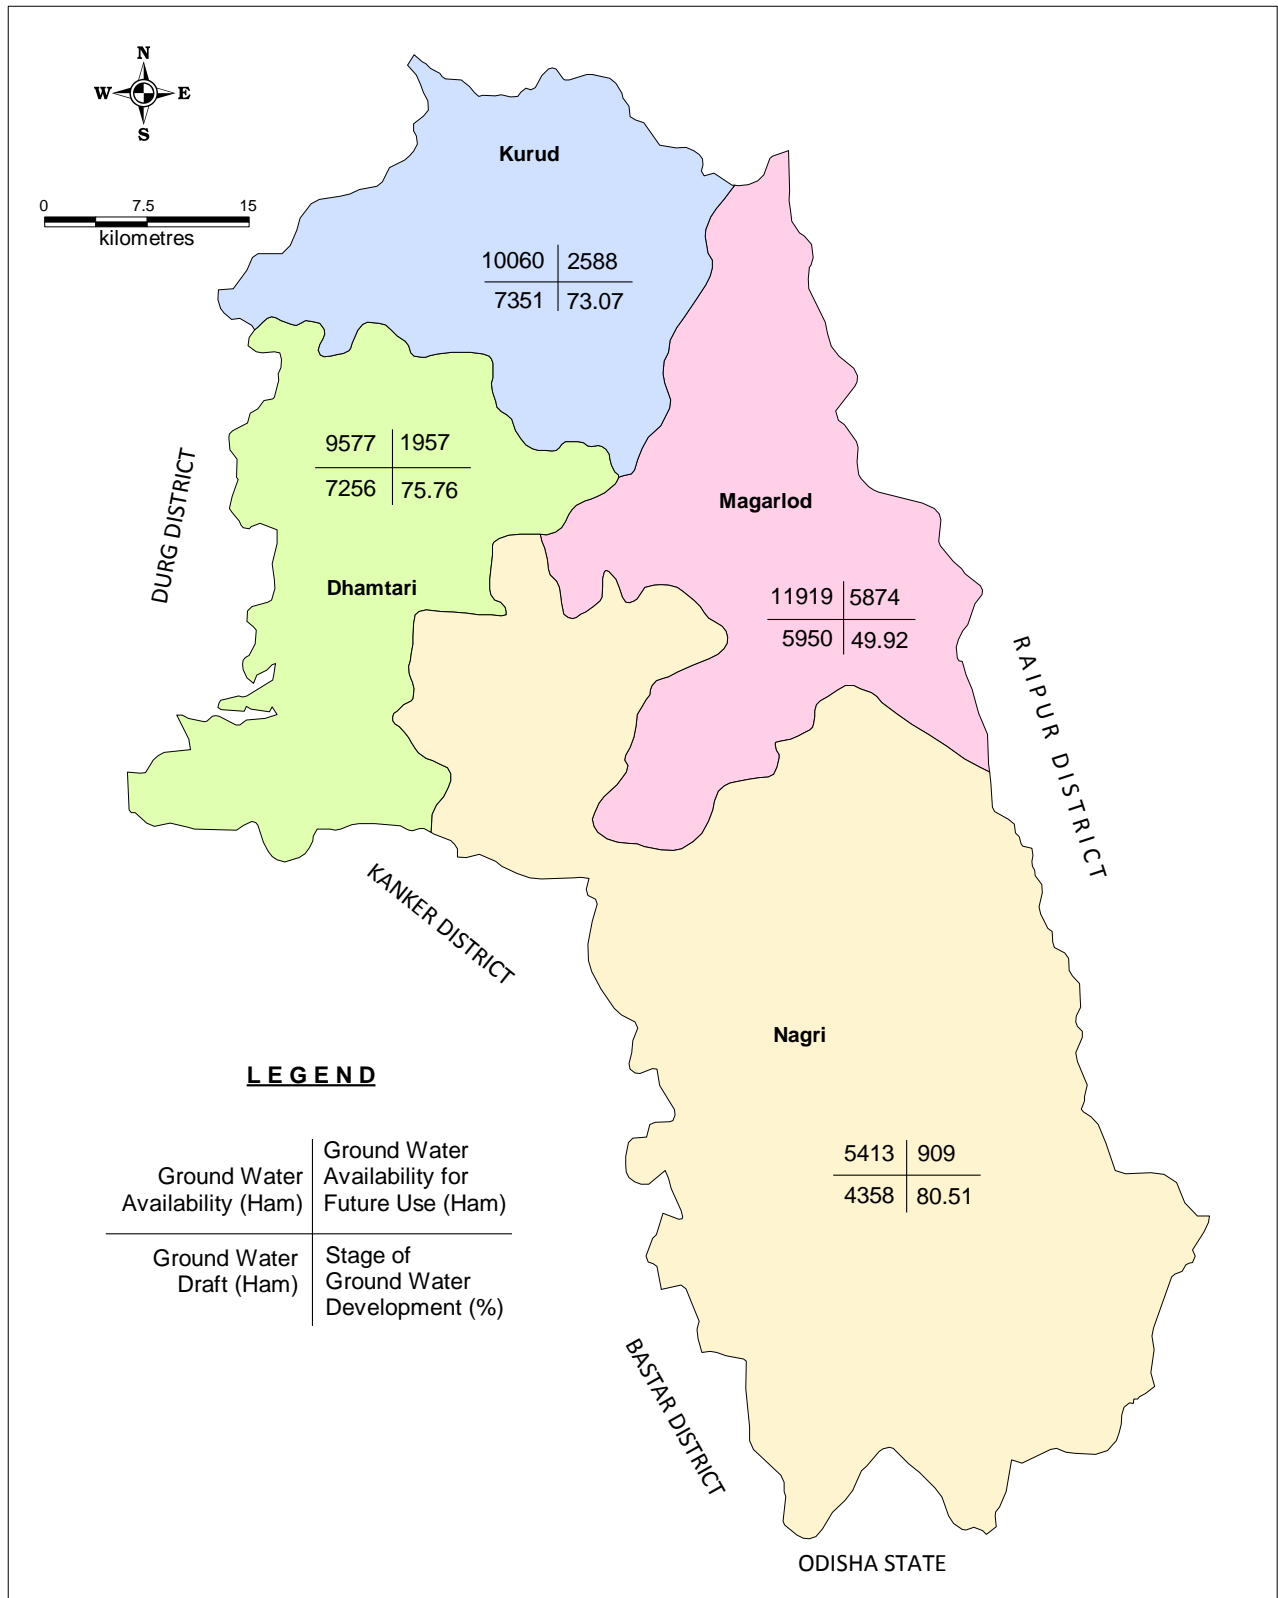 N
W E
S
0 7.5 15
kilometres
Kurud
10060 2588
7351 73.07
9577 1957
7256 75.76
Dhamtari
DURG DISTRICT
Magarlod
11919 5874
5950 49.92
RAIPUR DISTRICT
KANKER DISTRICT
Nagri
5413 909
4358 80.51
LEGEND
Ground Water
Availability (Ham)
Ground Water
Availability for
Future Use (Ham)
Ground Water
Draft (Ham)
Stage of
Ground Water
Development (%)
BASTAR DISTRICT
ODISHA STATE